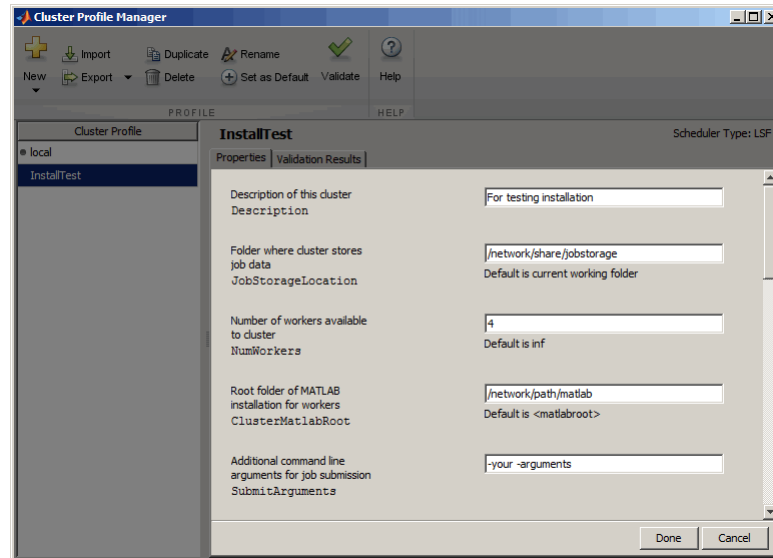 Cluster Profile Manager
New
Import
Export
Duplicate
Delete
Rename
Set as Default
Validate
Help
PROFILE
HELP
Cluster Profile
local
InstallTest
InstallTest
Scheduler Type: LSF
Properties
Validation Results
Description of this cluster
Description
For testing installation
Folder where cluster stores
job data
JobStorageLocation
/network/share/jobstorage
Default is current working folder
Number of workers available
to cluster
NumWorkers
4
Default is inf
Root folder of MATLAB
installation for workers
ClusterMatlabRoot
/network/path/matlab
Default is <matlabroot>
Additional command line
arguments for job submission
SubmitArguments
-your -arguments
Done
Cancel